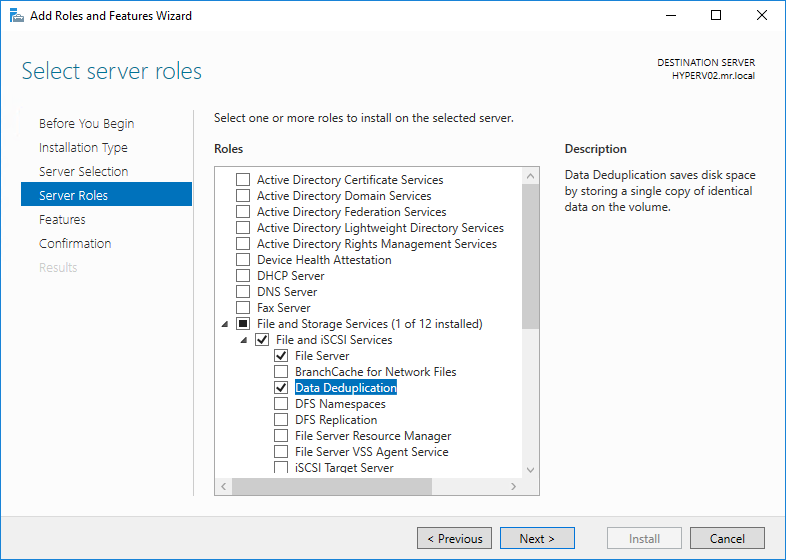 Add Roles and Features Wizard
Select server roles
DESTINATION SERVER
HYPERV02.mr.local
Before You Begin
Installation Type
Server Selection
Server Roles
Features
Confirmation
Results
Select one or more roles to install on the selected server.
Roles
Active Directory Certificate Services
Active Directory Domain Services
Active Directory Federation Services
Active Directory Lightweight Directory Services
Active Directory Rights Management Services
Device Health Attestation
DHCP Server
DNS Server
Fax Server
File and Storage Services (1 of 12 installed)
File and iSCSI Services
File Server
BranchCache for Network Files
Data Deduplication
DFS Namespaces
DFS Replication
File Server Resource Manager
File Server VSS Agent Service
iSCSI Target Server
Description
Data Deduplication saves disk space
by storing a single copy of identical
data on the volume.
< Previous
Next >
Install
Cancel